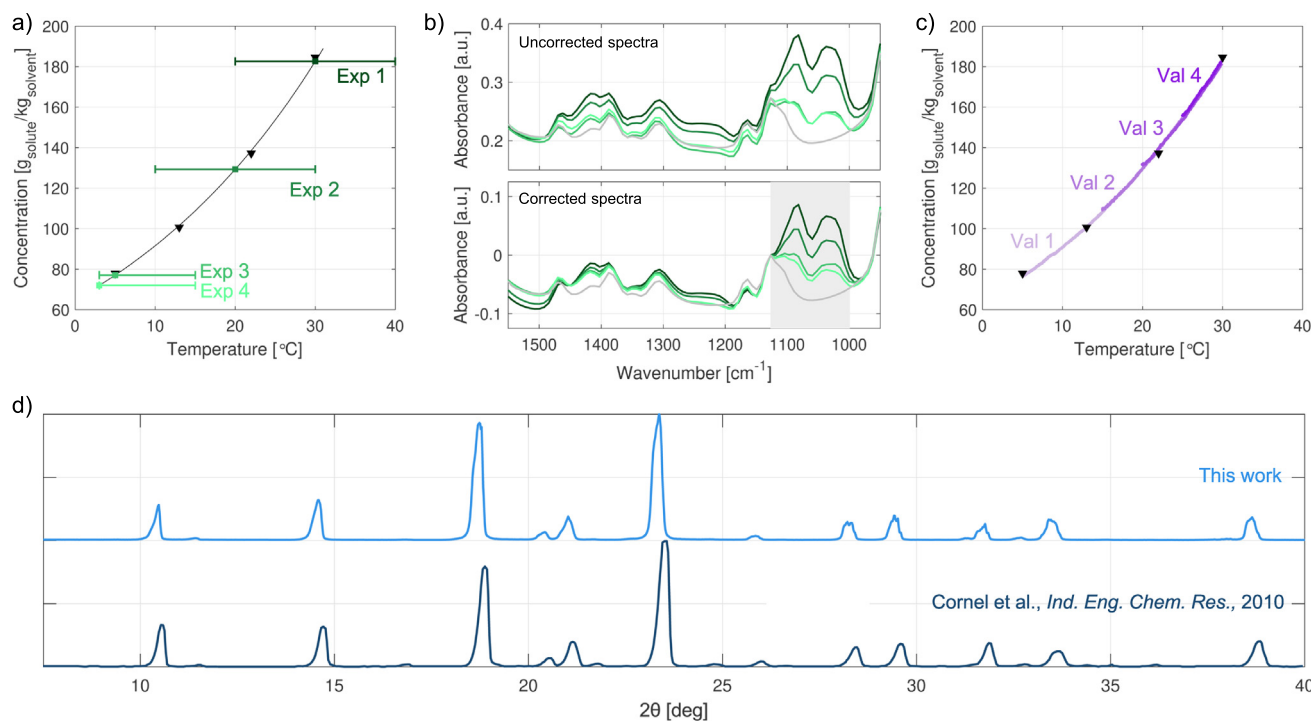 a)
Concentration [g_solute/kg_solvent]
200
180
160
140
120
100
80
60
0
10
20
30
40
Temperature [°C]
Exp 1
Exp 2
Exp 3
Exp 4
b)
Uncorrected spectra
Absorbance [a.u.]
0.4
0.3
0.2
Corrected spectra
Absorbance [a.u.]
0.1
0
-0.1
1500
1400
1300
1200
1100
1000
Wavenumber [cm⁻¹]
c)
Concentration [g_solute/kg_solvent]
200
180
160
140
120
100
80
60
0
10
20
30
40
Temperature [°C]
Val 4
Val 3
Val 2
Val 1
d)
This work
Cornel et al., Ind. Eng. Chem. Res., 2010
10
15
20
25
30
35
40
2θ [deg]